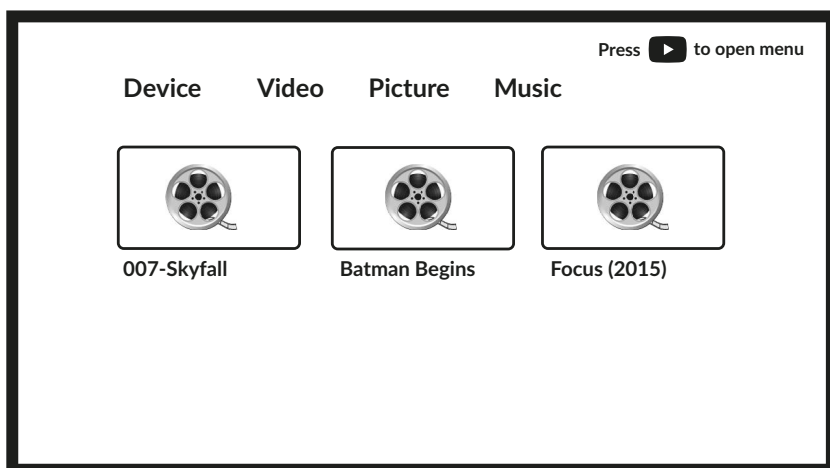 Press to open menu
Device Video Picture Music
007-Skyfall Batman Begins Focus (2015)